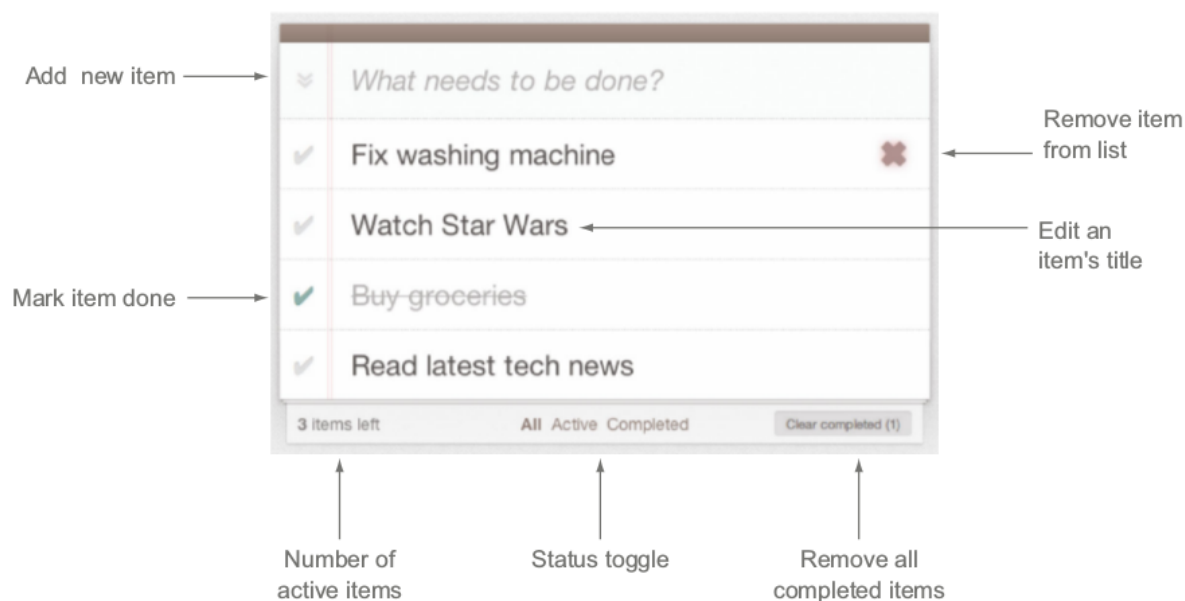 Add new item
What needs to be done?
Remove item
from list
Fix washing machine
Watch Star Wars
Edit an
item's title
Mark item done
Buy groceries
Read latest tech news
3 items left
All Active Completed
Clear completed (1)
Number of
active items
Status toggle
Remove all
completed items